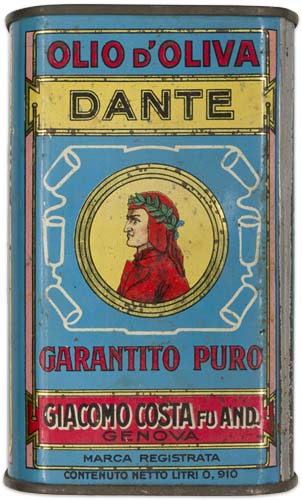 OLIO D'OLIVA
DANTE
GARANTITO PURO
GIACOMO COSTA FU AND.
GENOVA
MARCA REGISTRATA
CONTENUTO NETTO LITRI 0,910